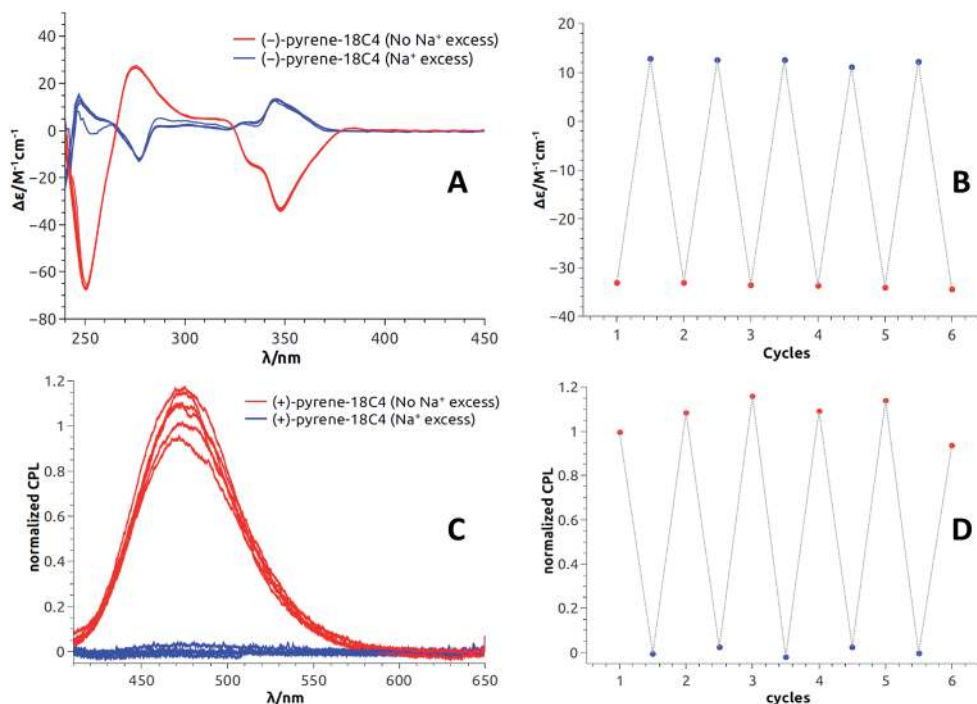 40
20
0
−20
−40
−60
−80
Δε/M⁻¹cm⁻¹
(−)-pyrene-18C4 (No Na⁺ excess)
(−)-pyrene-18C4 (Na⁺ excess)
A
250 300 350 400 450
λ/nm
20
10
0
−10
−20
−30
−40
Δε/M⁻¹cm⁻¹
B
1 2 3 4 5 6
Cycles
1.2
1
0.8
0.6
0.4
0.2
0
normalized CPL
(+)-pyrene-18C4 (No Na⁺ excess)
(+)-pyrene-18C4 (Na⁺ excess)
C
450 500 550 600 650
λ/nm
1.2
1
0.8
0.6
0.4
0.2
0
normalized CPL
D
1 2 3 4 5 6
cycles